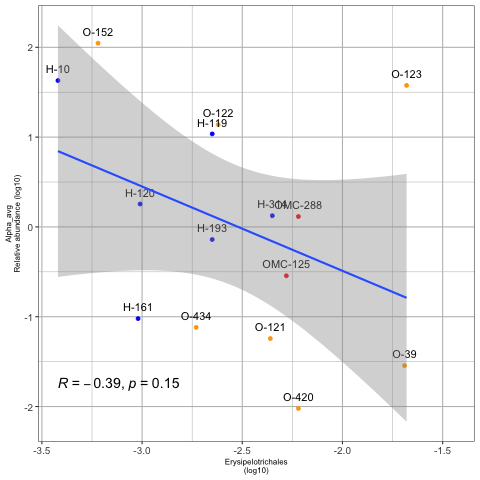 O-152
H-10
O-123
O-122
H-119
H-120
H-314
OMC-288
H-193
OMC-125
H-161
O-434
O-121
O-39
O-420
R = −0.39, p = 0.15
2
1
0
-1
-2
-3.5
-3.0
-2.5
-2.0
-1.5
Alpha_avg
Relative abundance (log10)
Erysipelotrichales
(log10)